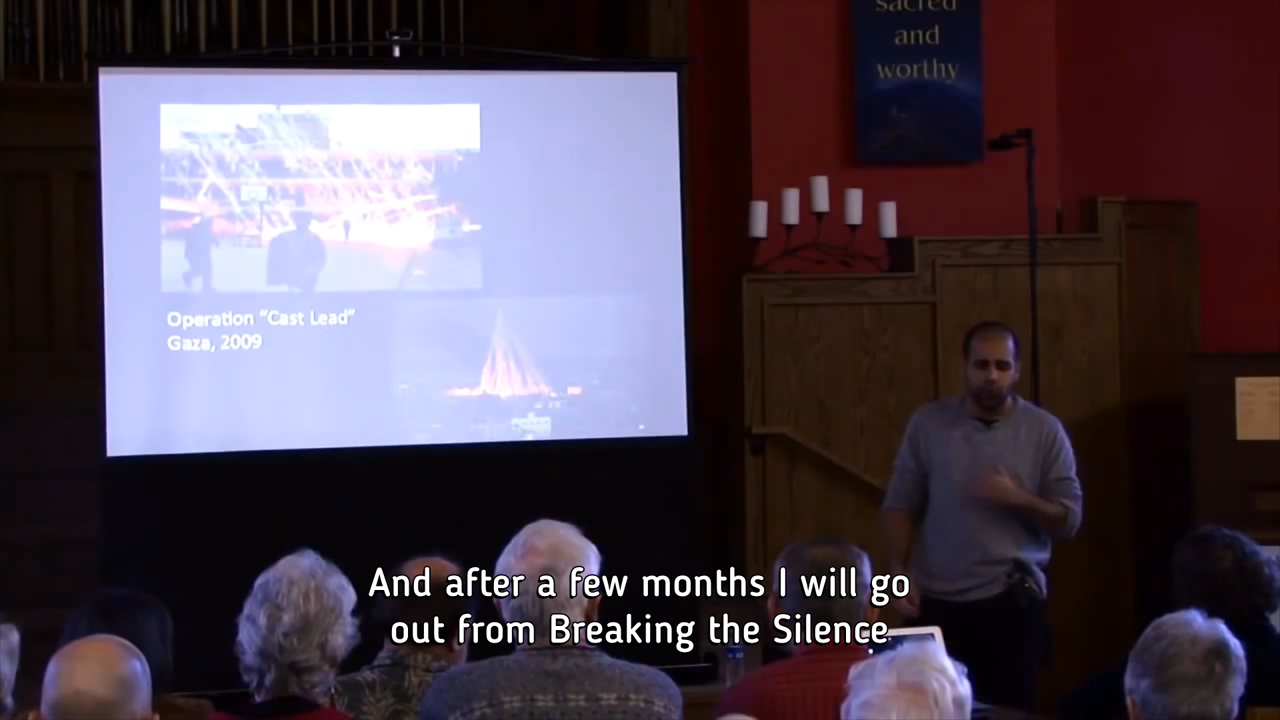 sacred
and
worthy
Operation “Cast Lead”
Gaza, 2009
And after a few months I will go
out from Breaking the Silence